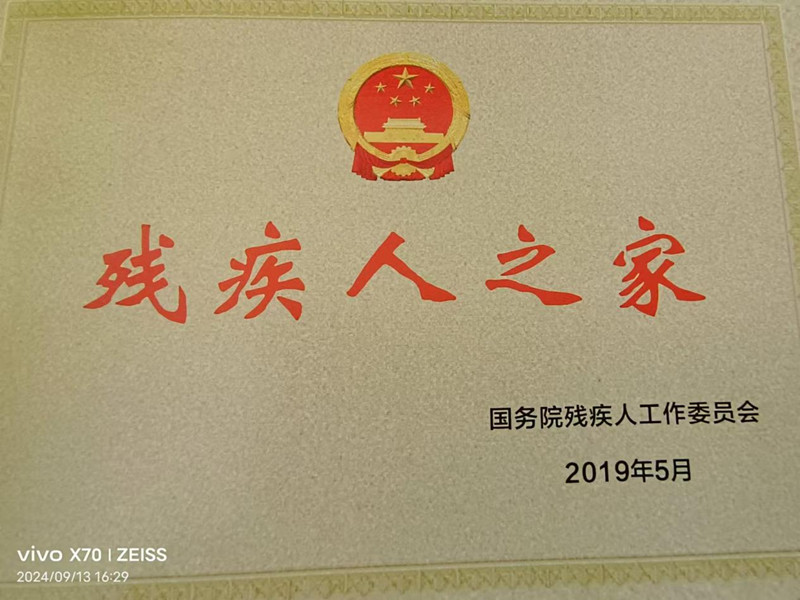 残疾人之家
国务院残疾人工作委员会
2019年5月
vivo X70 | ZEISS
2024/09/13 16:29